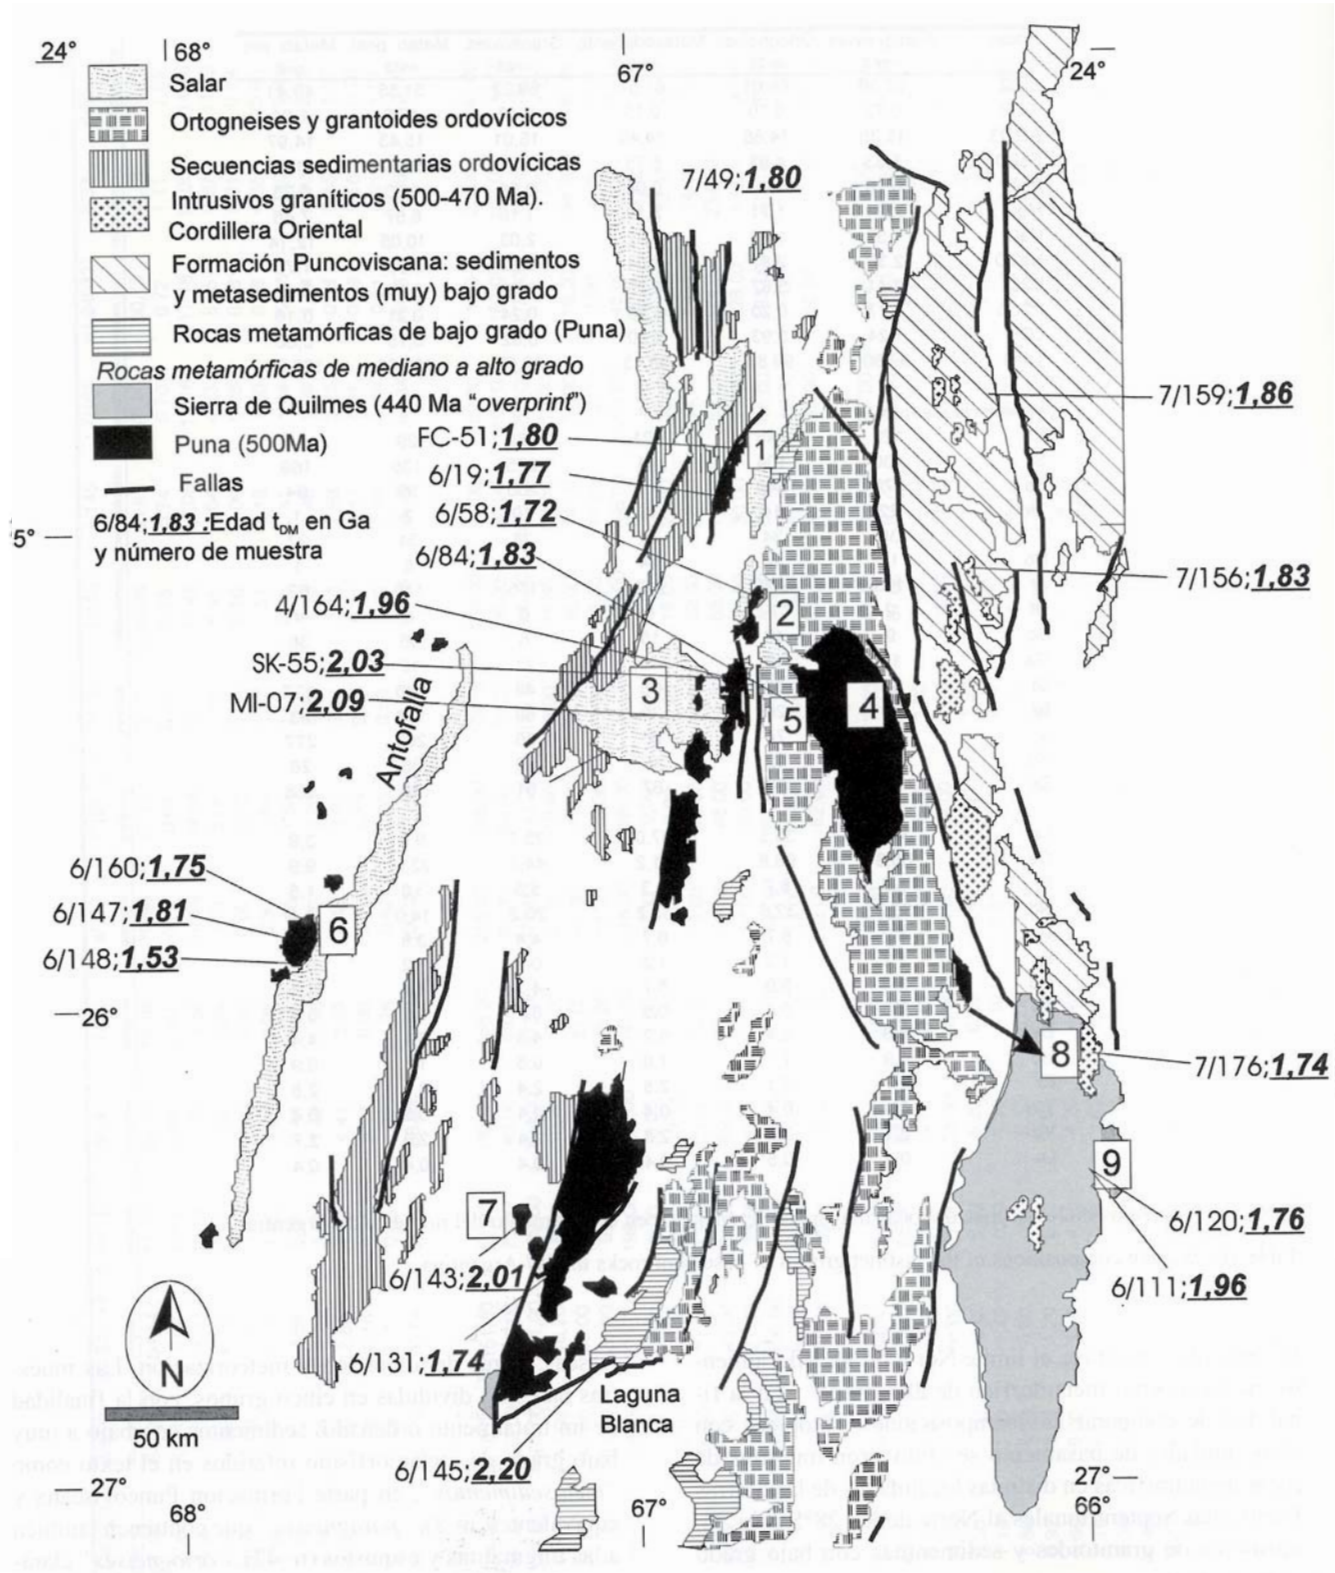 24°
68°
67°
24°
Salar
Ortogneises y grantoides ordovícicos
Secuencias sedimentarias ordovícicas
Intrusivos graníticos (500-470 Ma).
Cordillera Oriental
Formación Puncoviscana: sedimentos
y metasedimentos (muy) bajo grado
Rocas metamórficas de bajo grado (Puna)
Rocas metamórficas de mediano a alto grado
Sierra de Quilmes (440 Ma "overprint")
Puna (500Ma)
Fallas
6/84;1,83 :Edad tDM en Ga
y número de muestra
5°
7/49;1,80
7/159;1,86
FC-51;1,80
1
6/19;1,77
6/58;1,72
6/84;1,83
7/156;1,83
4/164;1,96
2
SK-55;2,03
3
MI-07;2,09
4
5
Antofalla
6/160;1,75
6/147;1,81
6
6/148;1,53
26°
8
7/176;1,74
9
7
6/120;1,76
6/143;2,01
6/111;1,96
6/131;1,74
N
Laguna
Blanca
50 km
6/145;2,20
27°
68°
67°
27°
66°